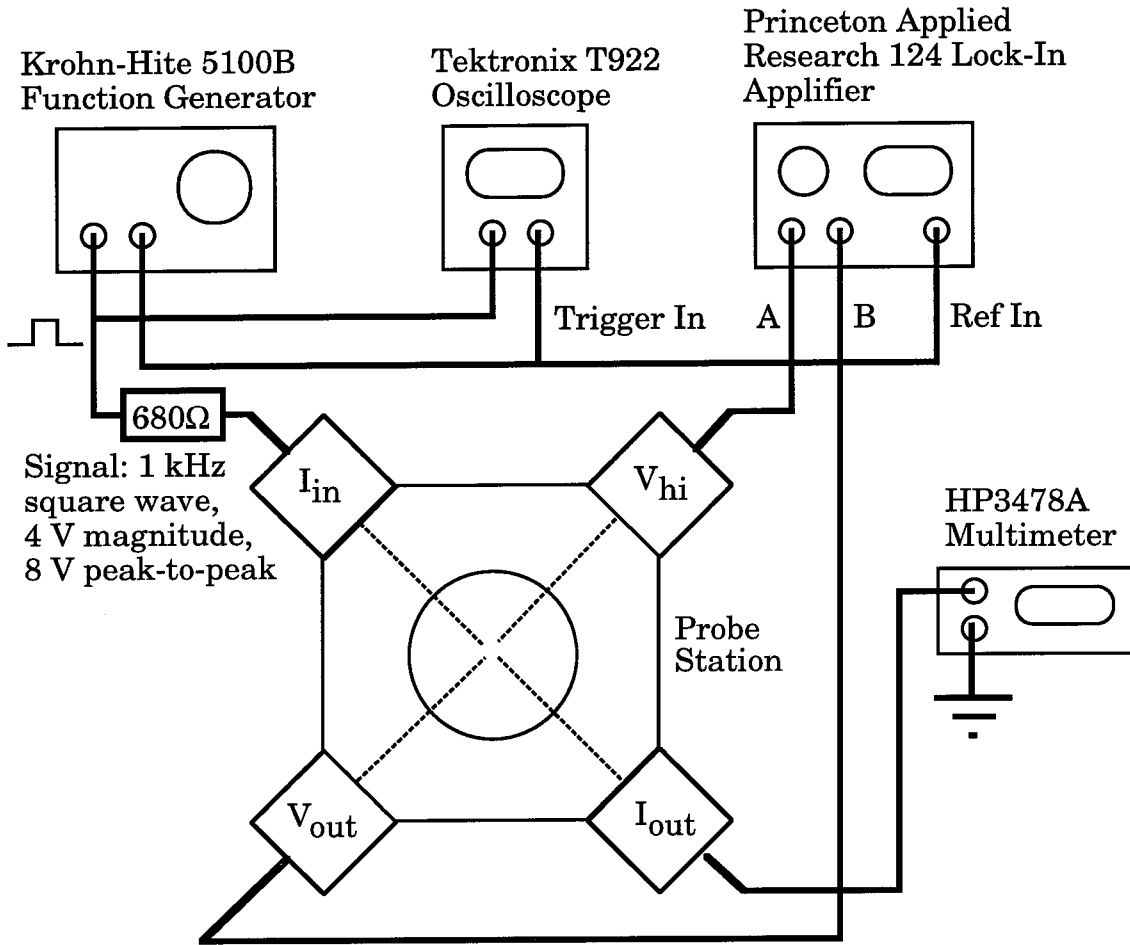 Krohn-Hite 5100B
Function Generator
Tektronix T922
Oscilloscope
Princeton Applied
Research 124 Lock-In
Applifier
Trigger In
A
B
Ref In
680Ω
Signal: 1 kHz
square wave,
4 V magnitude,
8 V peak-to-peak
I_in
V_hi
HP3478A
Multimeter
Probe
Station
V_out
I_out